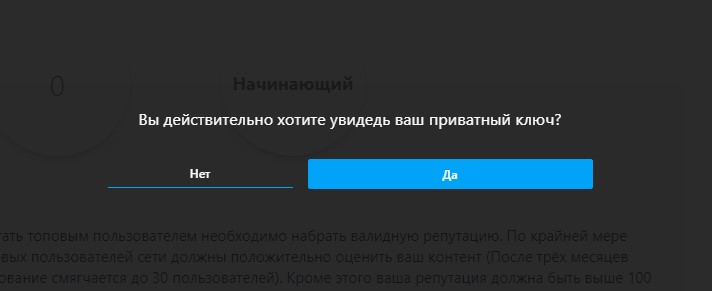 0
Начинающий
Вы действительно хотите увидедь ваш приватный ключ?
Нет
Да
тать топовым пользователем необходимо набрать валидную репутацию. По крайней мере
вых пользователей сети должны положительно оценить ваш контент (После трёх месяцев
ование смягчается до 30 пользователей). Кроме этого ваша репутация должна быть выше 100